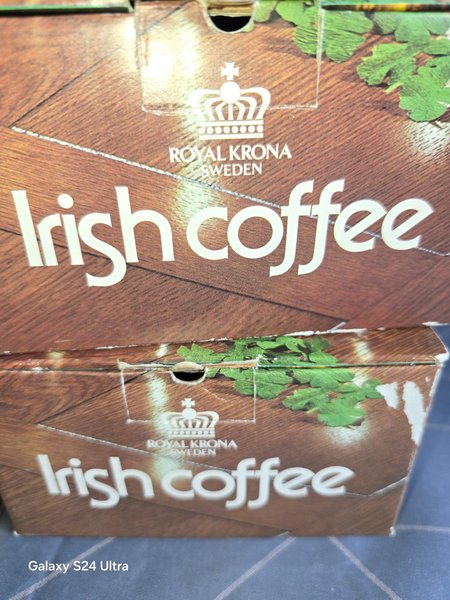 ROYAL KRONA
SWEDEN
Irish coffee
ROYAL KRONA
SWEDEN
Irish coffee
Galaxy S24 Ultra